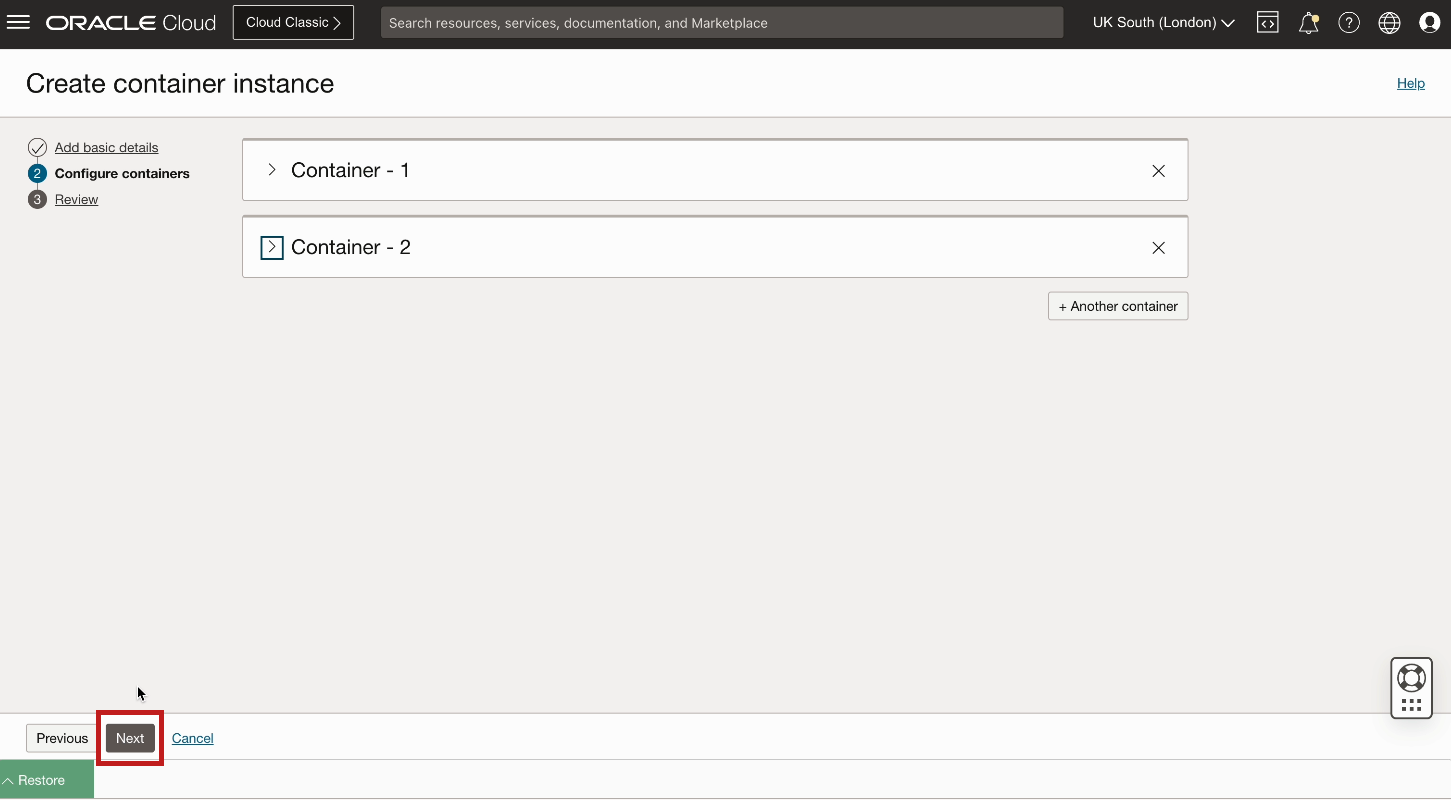 ORACLE Cloud
Cloud Classic
Search resources, services, documentation, and Marketplace
UK South (London)
Create container instance
Help
Add basic details
2 Configure containers
3 Review
Container - 1
Container - 2
+ Another container
Previous
Next
Cancel
Restore